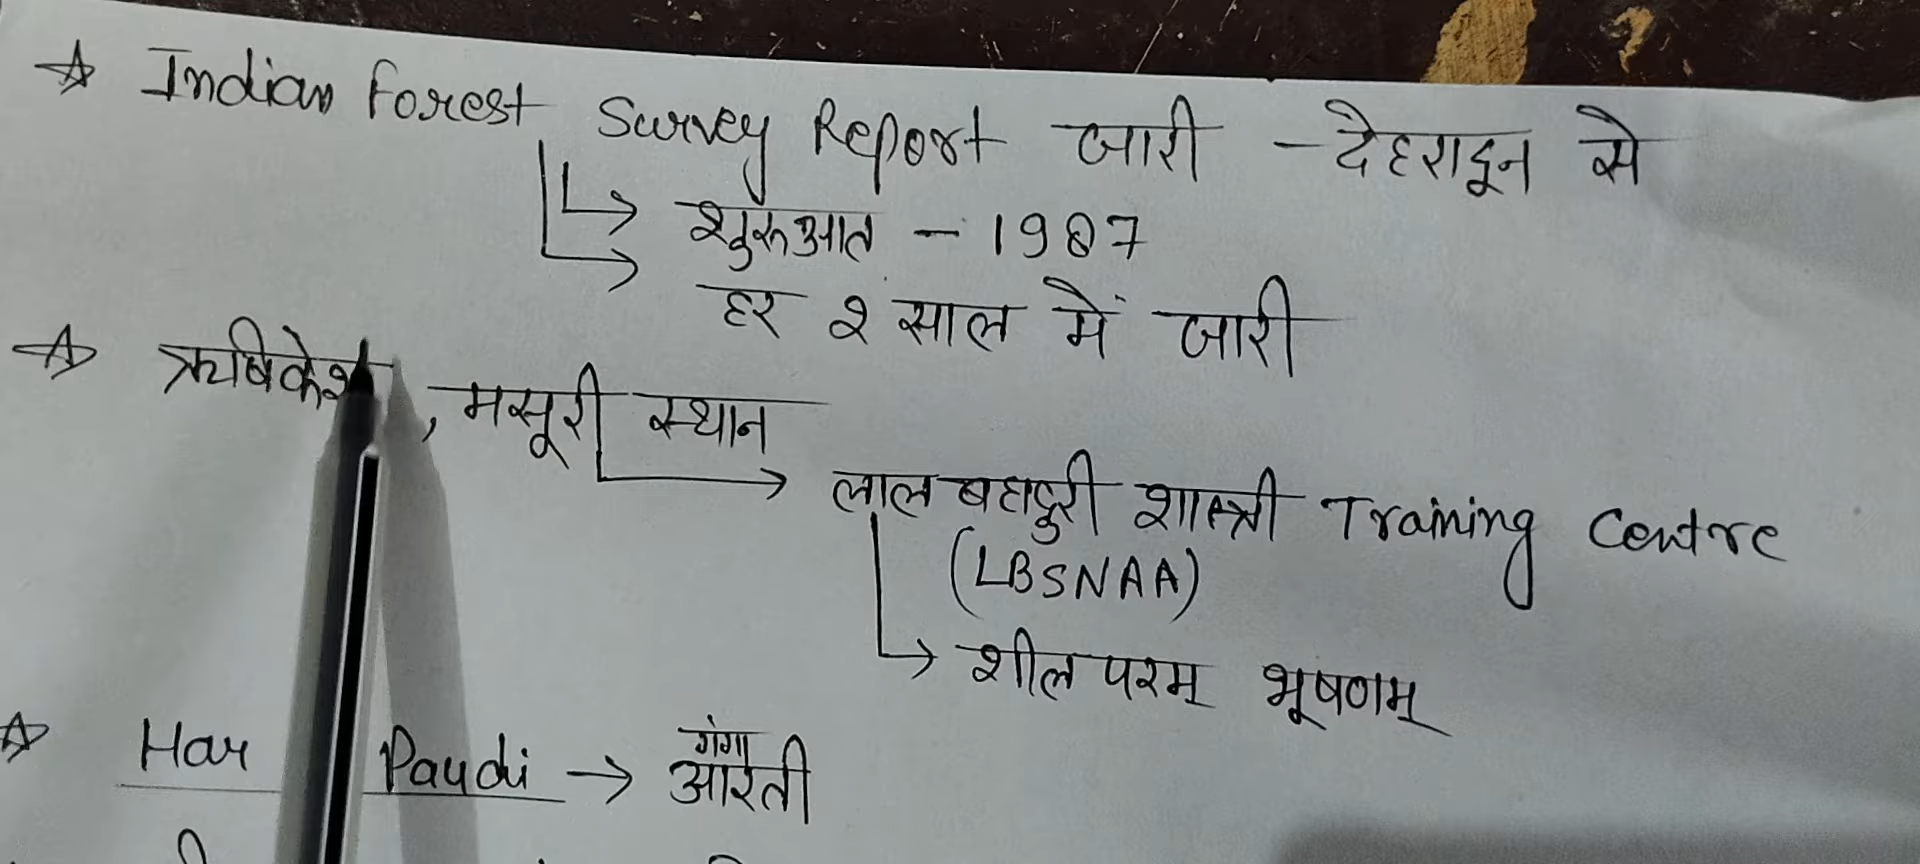 ☆ Indian Forest Survey Report जारी - देहरादून से
→ शुरुआत - 1987
→ हर 2 साल में जारी
☆ ऋषिकेश, मसूरी स्थान
→ लाल बहादुरी शास्त्री Training Centre
(LBSNAA)
→ शील परम् भूषणम्
☆ Har Paudi → गंगा आरती